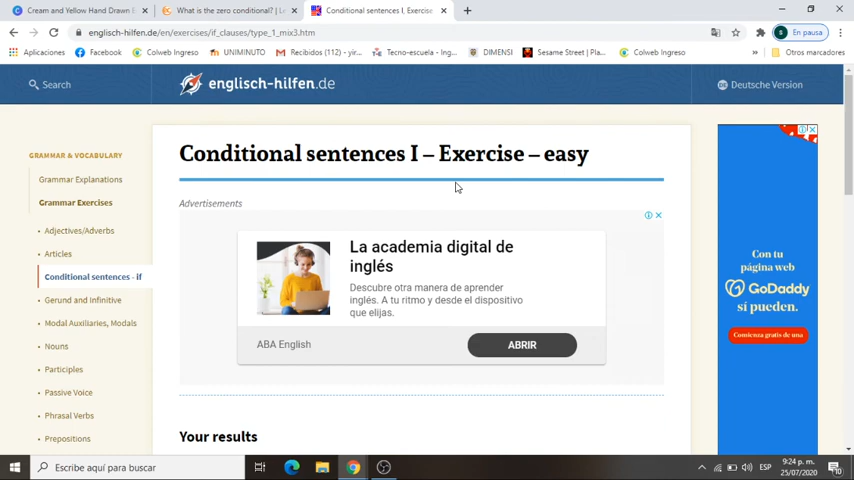 Cream and Yellow Hand Drawn E
What is the zero conditional? | Le
Conditional sentences I, Exercise
englisch-hilfen.de/en/exercises/if_clauses/type_1_mix3.htm
S En pausa
Aplicaciones
Facebook
Colweb Ingreso
UNIMINUTO
Recibidos (112) - yir...
Tecno-escuela - Ing...
DIMENSI
Sesame Street | Pla...
Colweb Ingreso
»
Otros marcadores
Search
englisch-hilfen.de
DE Deutsche Version
GRAMMAR & VOCABULARY
Grammar Explanations
Grammar Exercises
Adjectives/Adverbs
Articles
Conditional sentences - if
Gerund and Infinitive
Modal Auxiliaries, Modals
Nouns
Participles
Passive Voice
Phrasal Verbs
Prepositions
Conditional sentences I – Exercise – easy
Advertisements
La academia digital de
inglés
Descubre otra manera de aprender
inglés. A tu ritmo y desde el dispositivo
que elijas.
ABA English
ABRIR
Your results
Con tu
página web
GoDaddy
sí pueden.
Comienza gratis de una
Escribe aquí para buscar
ESP
9:24 p. m.
25/07/2020